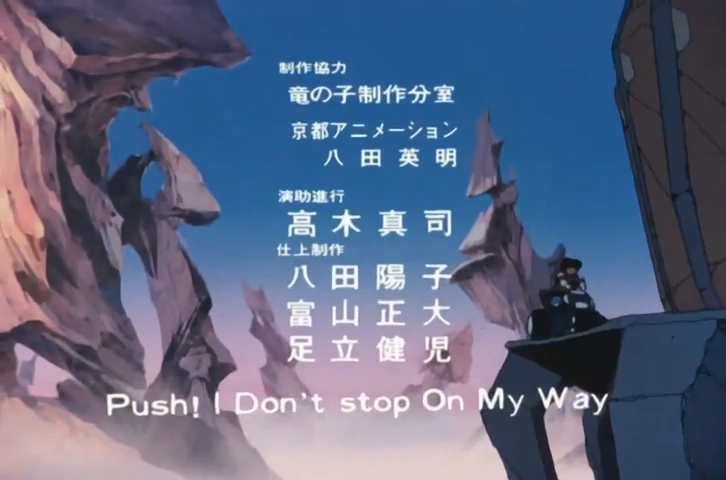 制作協力
竜の子制作分室
京都アニメーション
八田英明
演助進行
高木真司
仕上制作
八田陽子
富山正大
足立健児
Push! I Don't stop On My Way